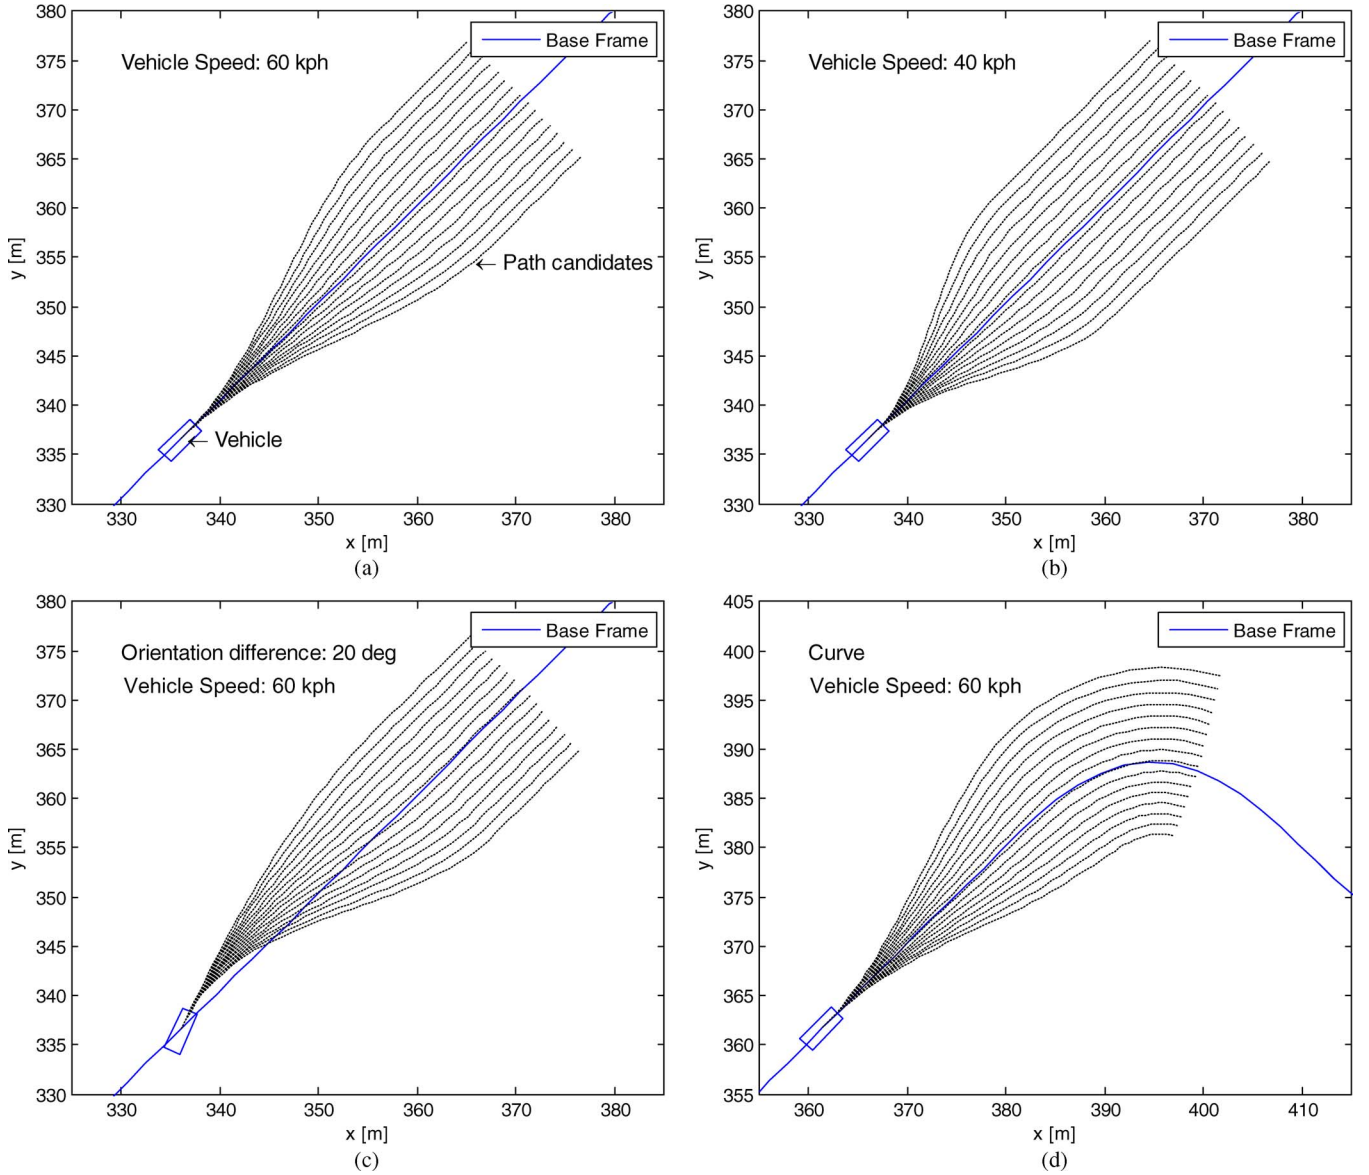 380
375
370
365
360
355
350
345
340
335
330
y [m]
Vehicle Speed: 60 kph
Base Frame
← Path candidates
← Vehicle
330 340 350 360 370 380
x [m]
(a)
380
375
370
365
360
355
350
345
340
335
330
y [m]
Vehicle Speed: 40 kph
Base Frame
330 340 350 360 370 380
x [m]
(b)
380
375
370
365
360
355
350
345
340
335
330
y [m]
Orientation difference: 20 deg
Vehicle Speed: 60 kph
Base Frame
330 340 350 360 370 380
x [m]
(c)
405
400
395
390
385
380
375
370
365
360
355
y [m]
Curve
Vehicle Speed: 60 kph
Base Frame
360 370 380 390 400 410
x [m]
(d)